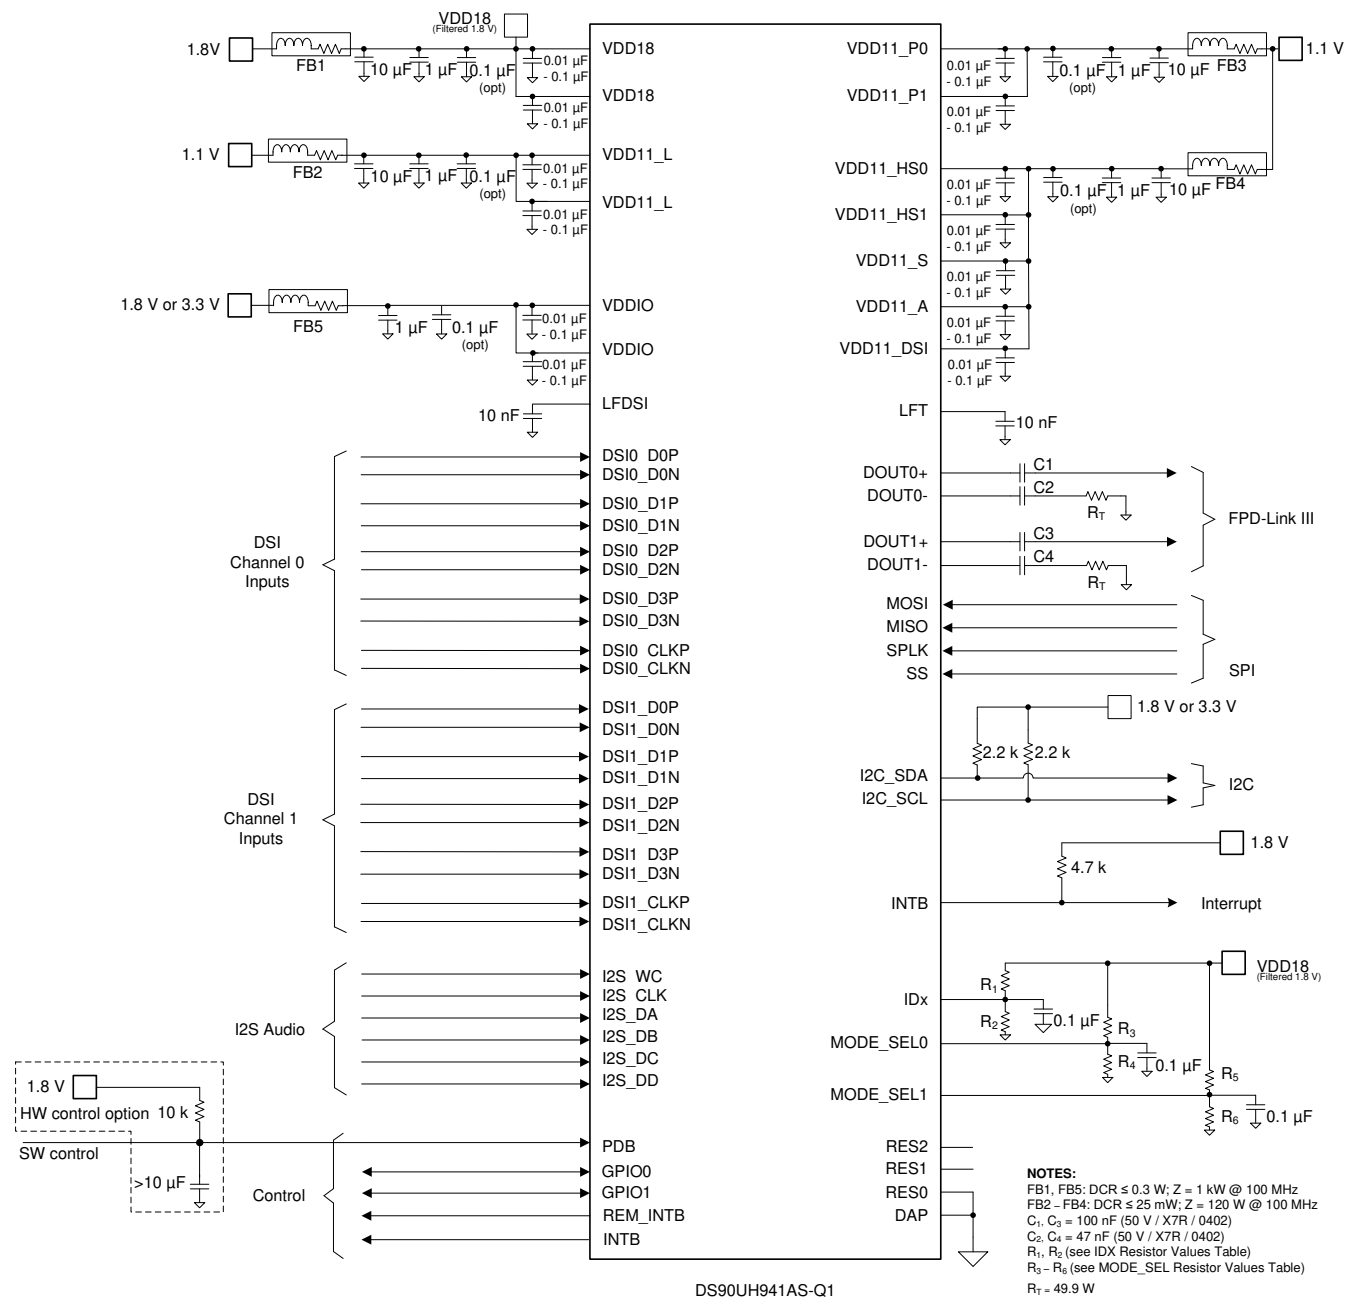 VDD18
(Filtered 1.8 V)
1.8V
FB1
10 µF
1 µF
0.1 µF
(opt)
0.01 µF
- 0.1 µF
0.01 µF
- 0.1 µF
VDD18
VDD18
1.1 V
FB2
10 µF
1 µF
0.1 µF
(opt)
0.01 µF
- 0.1 µF
0.01 µF
- 0.1 µF
VDD11_L
VDD11_L
1.8 V or 3.3 V
FB5
1 µF
0.1 µF
(opt)
0.01 µF
- 0.1 µF
0.01 µF
- 0.1 µF
VDDIO
VDDIO
10 nF
LFDSI
DSI
Channel 0
Inputs
DSI0_D0P
DSI0_D0N
DSI0_D1P
DSI0_D1N
DSI0_D2P
DSI0_D2N
DSI0_D3P
DSI0_D3N
DSI0_CLKP
DSI0_CLKN
DSI
Channel 1
Inputs
DSI1_D0P
DSI1_D0N
DSI1_D1P
DSI1_D1N
DSI1_D2P
DSI1_D2N
DSI1_D3P
DSI1_D3N
DSI1_CLKP
DSI1_CLKN
I2S Audio
I2S_WC
I2S_CLK
I2S_DA
I2S_DB
I2S_DC
I2S_DD
1.8 V
HW control option
10 k
SW control
>10 µF
Control
PDB
GPIO0
GPIO1
REM_INTB
INTB
VDD11_P0
VDD11_P1
0.01 µF
- 0.1 µF
0.01 µF
- 0.1 µF
0.1 µF
(opt)
1 µF
10 µF
FB3
1.1 V
VDD11_HS0
VDD11_HS1
VDD11_S
VDD11_A
VDD11_DSI
0.01 µF
- 0.1 µF
0.01 µF
- 0.1 µF
0.01 µF
- 0.1 µF
0.01 µF
- 0.1 µF
0.01 µF
- 0.1 µF
0.1 µF
(opt)
1 µF
10 µF
FB4
LFT
10 nF
DOUT0+
C1
DOUT0-
C2
RT
DOUT1+
C3
DOUT1-
C4
RT
FPD-Link III
MOSI
MISO
SPLK
SS
SPI
1.8 V or 3.3 V
2.2 k
2.2 k
I2C_SDA
I2C_SCL
I2C
1.8 V
4.7 k
INTB
Interrupt
VDD18
(Filtered 1.8 V)
IDx
R1
R2
0.1 µF
MODE_SEL0
R3
R4
0.1 µF
MODE_SEL1
R5
R6
0.1 µF
RES2
RES1
RES0
DAP
NOTES:
FB1, FB5: DCR ≤ 0.3 W; Z = 1 kW @ 100 MHz
FB2 – FB4: DCR ≤ 25 mW; Z = 120 W @ 100 MHz
C1, C3 = 100 nF (50 V / X7R / 0402)
C2, C4 = 47 nF (50 V / X7R / 0402)
R1, R2 (see IDX Resistor Values Table)
R3 – R6 (see MODE_SEL Resistor Values Table)
RT = 49.9 W
DS90UH941AS-Q1